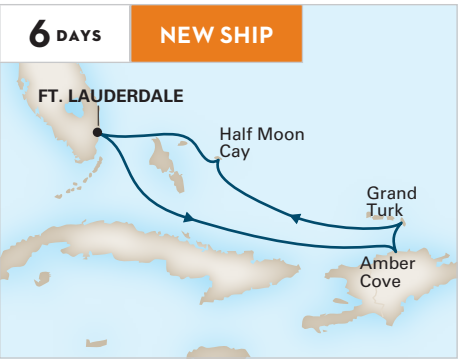 6 DAYS
NEW SHIP
FT. LAUDERDALE
Half Moon
Cay
Grand
Turk
Amber
Cove